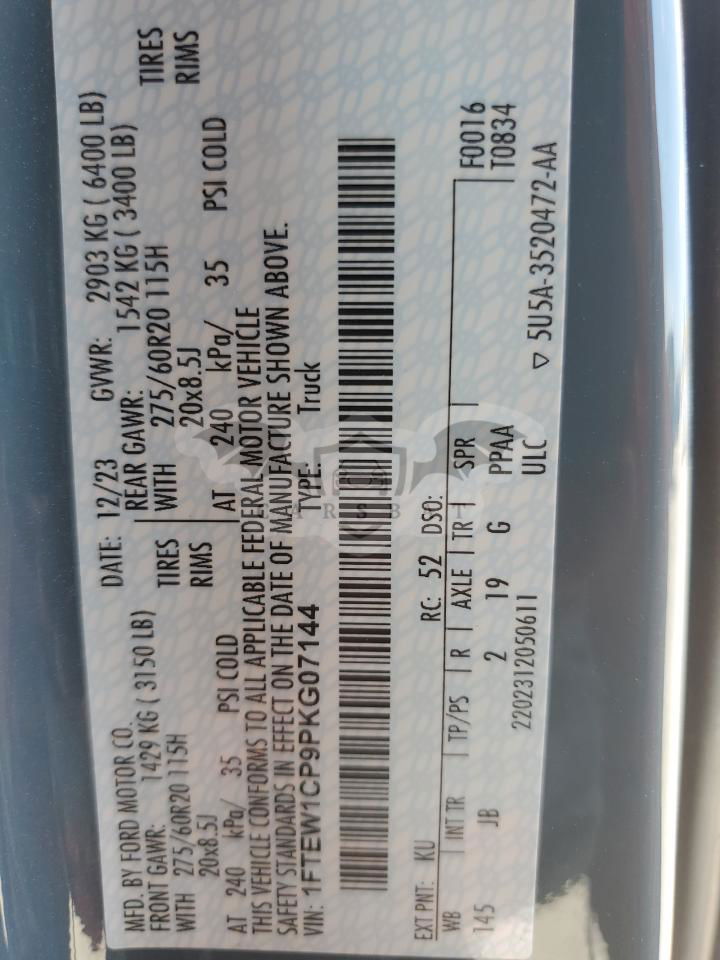 MFD. BY FORD MOTOR CO. DATE: 12/23 GVWR: 2903 KG ( 6400 LB)
FRONT GAWR: 1429 KG ( 3150 LB) REAR GAWR: 1542 KG ( 3400 LB)
WITH 275/60R20 115H TIRES WITH 275/60R20 115H TIRES
20x8.5J RIMS 20x8.5J RIMS
AT 240 kPa/ 35 PSI COLD AT 240 kPa/ 35 PSI COLD
THIS VEHICLE CONFORMS TO ALL APPLICABLE FEDERAL MOTOR VEHICLE
SAFETY STANDARDS IN EFFECT ON THE DATE OF MANUFACTURE SHOWN ABOVE.
VIN: 1FTEW1CP9PKG07144 TYPE: Truck
ARSBIT
EXT PNT: KU RC: 52 DSO: F0016
WB INT TR TP/PS R AXLE TR SPR T0834
145 JB 2 19 G PPAA
2202312050611 ULC ▽ 5U5A-3520472-AA